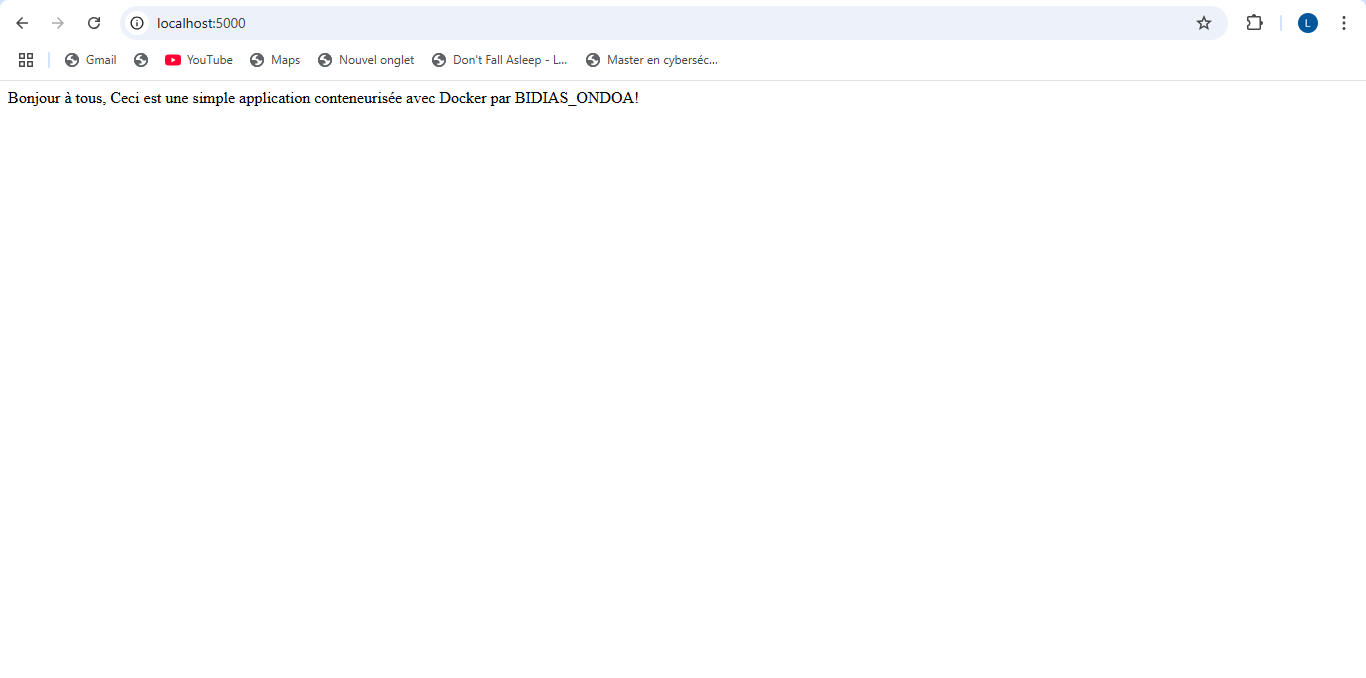 localhost:5000
L
Gmail YouTube Maps Nouvel onglet Don't Fall Asleep - L... Master en cyberséc...
Bonjour à tous, Ceci est une simple application conteneurisée avec Docker par BIDIAS_ONDOA!